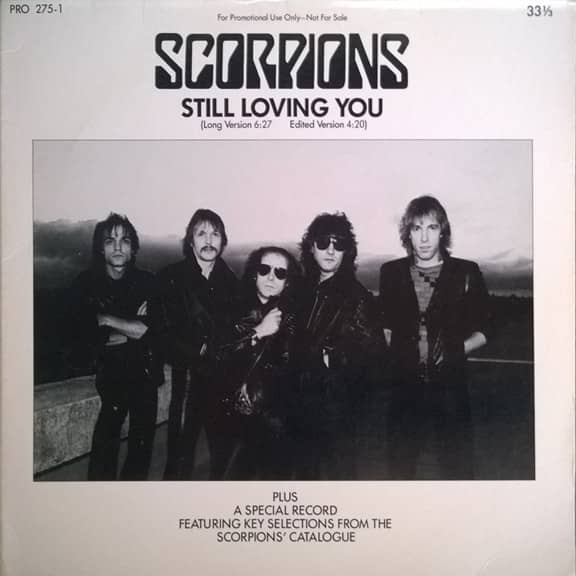 PRO 275-1
For Promotional Use Only—Not For Sale
33⅓
SCORPIONS
STILL LOVING YOU
(Long Version 6:27 Edited Version 4:20)
PLUS
A SPECIAL RECORD
FEATURING KEY SELECTIONS FROM THE
SCORPIONS' CATALOGUE